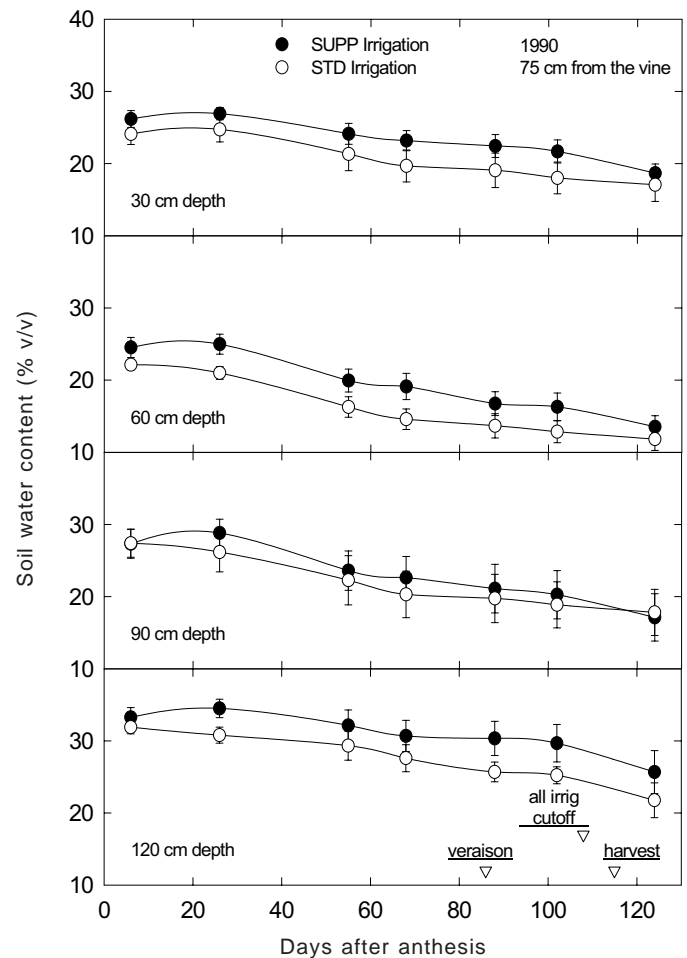 40
SUPP Irrigation
1990
STD Irrigation
75 cm from the vine
30
20
30 cm depth
10
30
20
60 cm depth
10
30
20
90 cm depth
10
30
20
all irrig
cutoff
120 cm depth
veraison
harvest
10
0 20 40 60 80 100 120
Days after anthesis
Soil water content (% v/v)